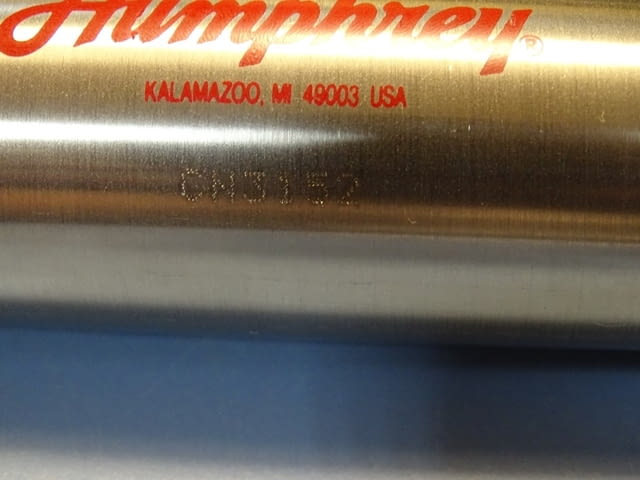 Humphrey®
KALAMAZOO, MI 49003 USA
CH3152